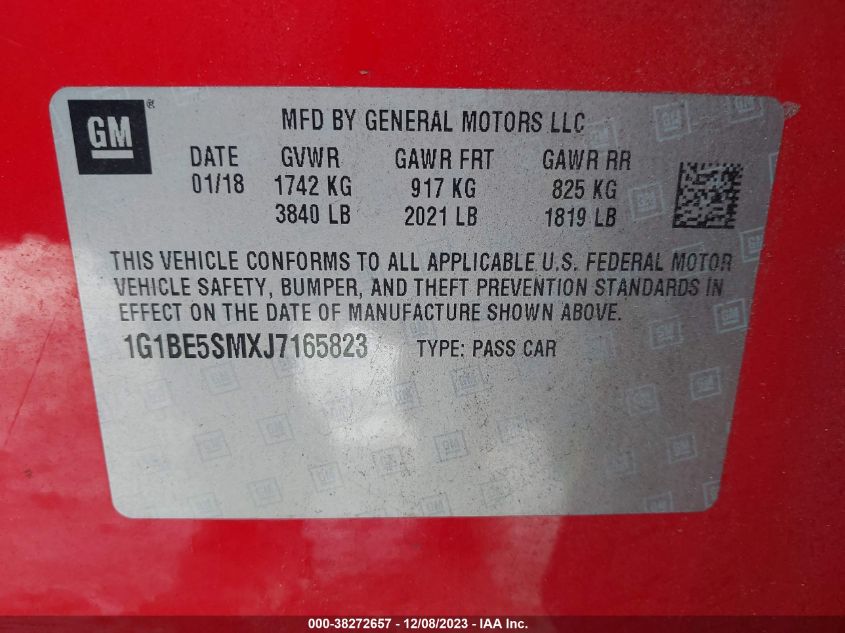 GM®
MFD BY GENERAL MOTORS LLC
DATE GVWR GAWR FRT GAWR RR
01/18 1742 KG 917 KG 825 KG
3840 LB 2021 LB 1819 LB
THIS VEHICLE CONFORMS TO ALL APPLICABLE U.S. FEDERAL MOTOR
VEHICLE SAFETY, BUMPER, AND THEFT PREVENTION STANDARDS IN
EFFECT ON THE DATE OF MANUFACTURE SHOWN ABOVE.
1G1BE5SMXJ7165823 TYPE: PASS CAR
000-38272657 - 12/08/2023 - IAA Inc.